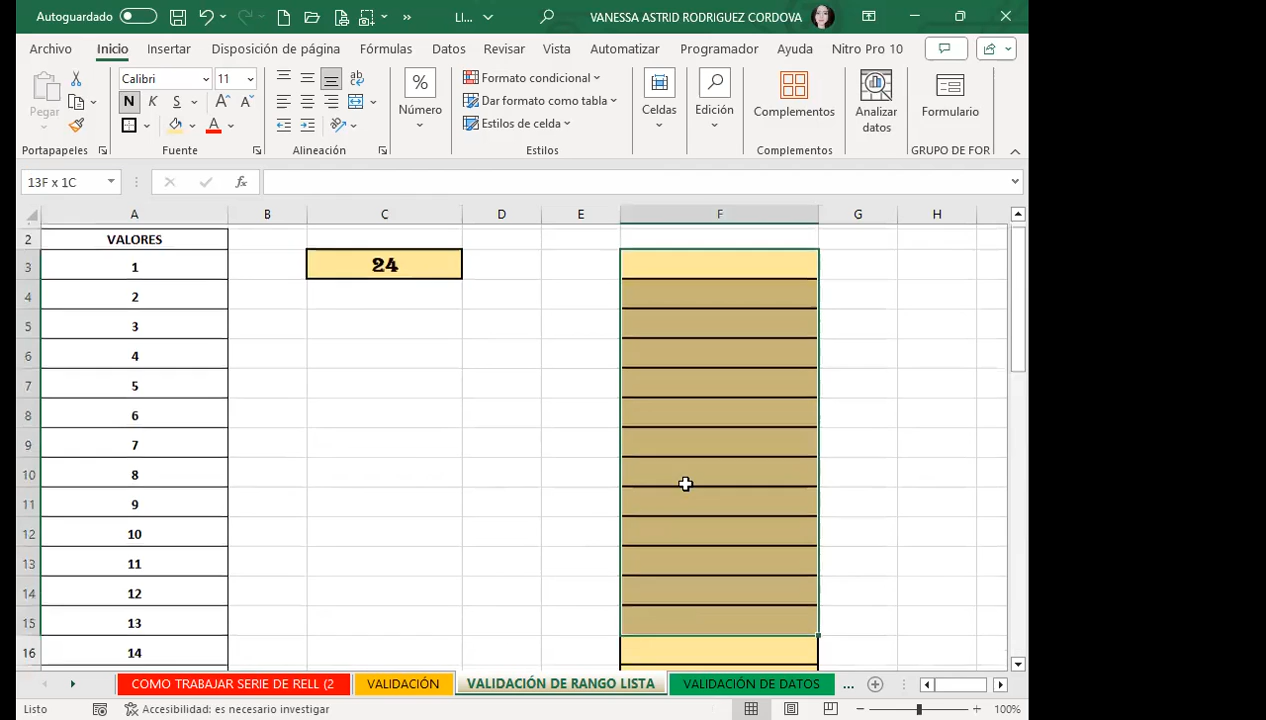 Autoguardado
LI...
VANESSA ASTRID RODRIGUEZ CORDOVA
Archivo Inicio Insertar Disposición de página Fórmulas Datos Revisar Vista Automatizar Programador Ayuda Nitro Pro 10
Pegar
Calibri 11
N K S
%
Número
Formato condicional
Dar formato como tabla
Estilos de celda
Celdas
Edición
Complementos
Analizar
datos
Formulario
Portapapeles Fuente Alineación Estilos Complementos GRUPO DE FOR
13F x 1C
fx
A B C D E F G H
2 VALORES
3 1 24
4 2
5 3
6 4
7 5
8 6
9 7
10 8
11 9
12 10
13 11
14 12
15 13
16 14
COMO TRABAJAR SERIE DE RELL (2 VALIDACIÓN VALIDACIÓN DE RANGO LISTA VALIDACIÓN DE DATOS ...
Listo Accesibilidad: es necesario investigar 100%